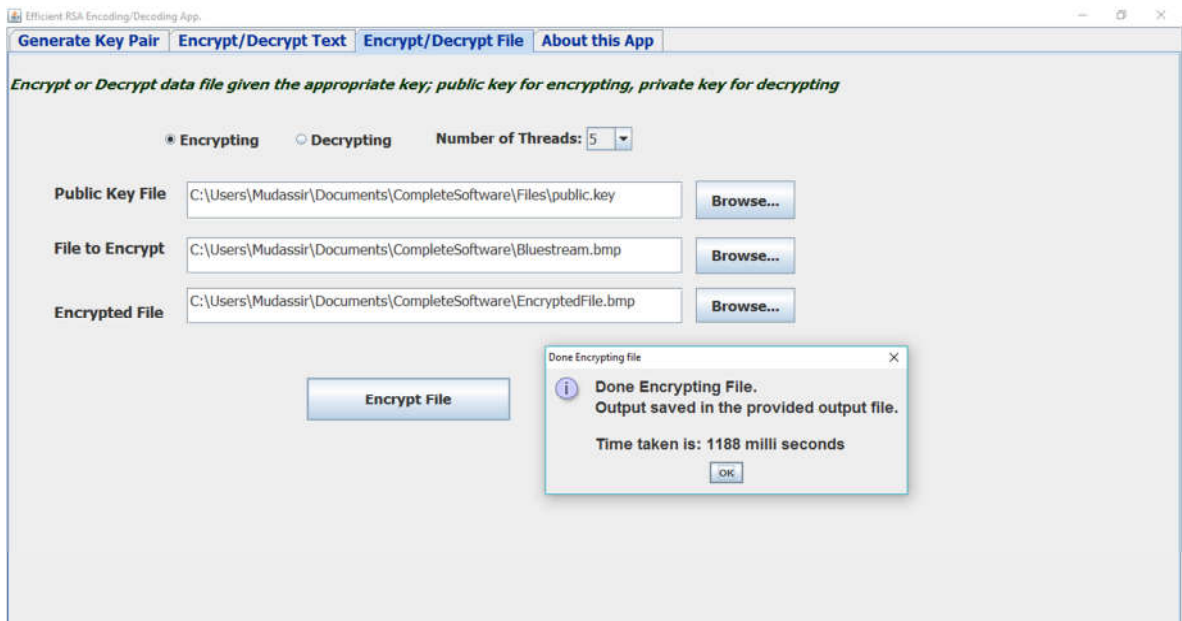 Efficient RSA Encoding/Decoding App.
Generate Key Pair Encrypt/Decrypt Text Encrypt/Decrypt File About this App
Encrypt or Decrypt data file given the appropriate key; public key for encrypting, private key for decrypting
Encrypting Decrypting Number of Threads: 5
Public Key File C:\Users\Mudassir\Documents\CompleteSoftware\Files\public.key Browse...
File to Encrypt C:\Users\Mudassir\Documents\CompleteSoftware\Bluestream.bmp Browse...
Encrypted File C:\Users\Mudassir\Documents\CompleteSoftware\EncryptedFile.bmp Browse...
Encrypt File
Done Encrypting file
Done Encrypting File.
Output saved in the provided output file.
Time taken is: 1188 milli seconds
OK